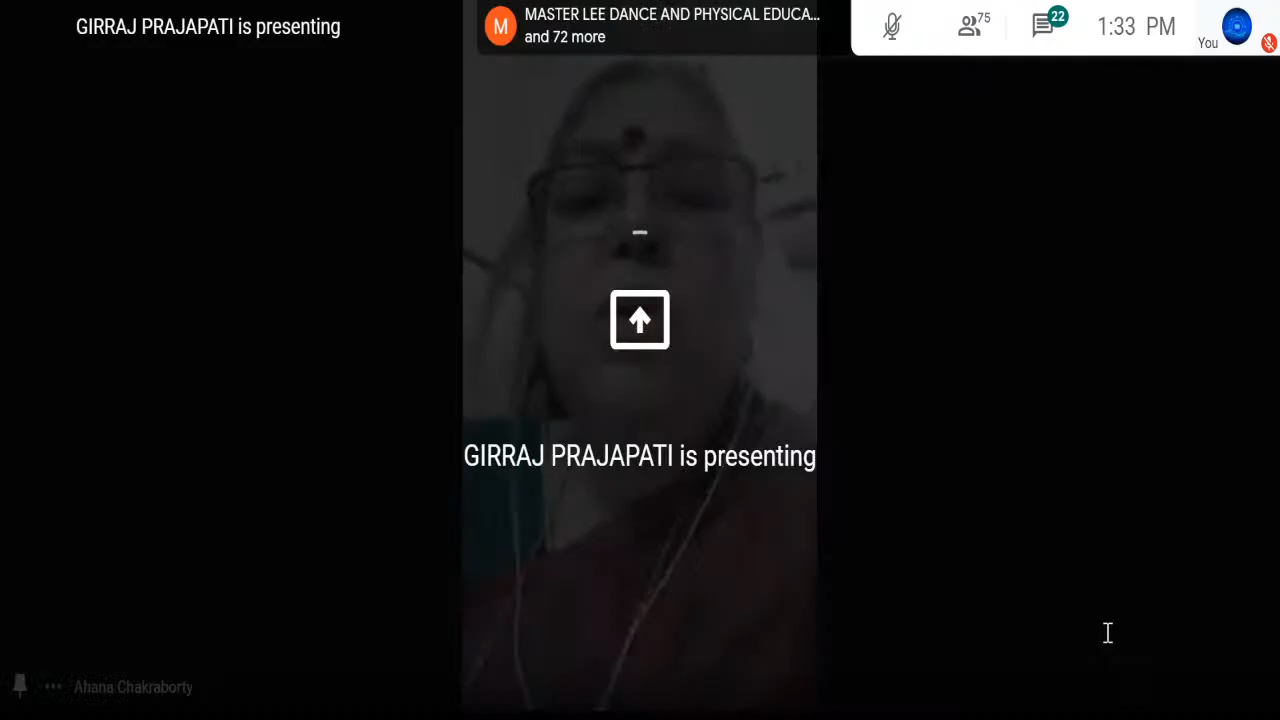 GIRRAJ PRAJAPATI is presenting
M
MASTER LEE DANCE AND PHYSICAL EDUCA...
and 72 more
75
22
1:33 PM
You
GIRRAJ PRAJAPATI is presenting
Ahana Chakraborty